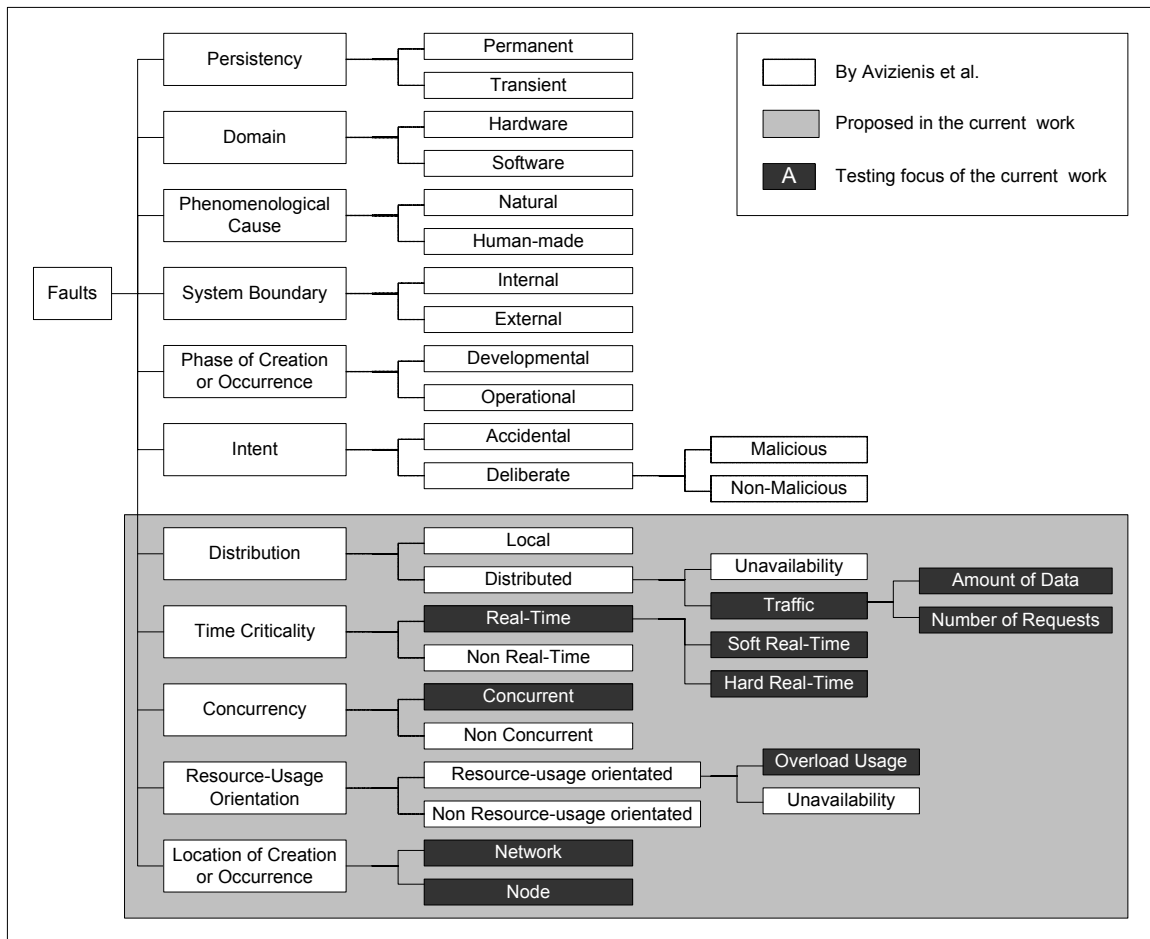 Faults
Persistency
Permanent
Transient
Domain
Hardware
Software
Phenomenological
Cause
Natural
Human-made
System Boundary
Internal
External
Phase of Creation
or Occurrence
Developmental
Operational
Intent
Accidental
Deliberate
Malicious
Non-Malicious
Distribution
Local
Distributed
Unavailability
Traffic
Amount of Data
Number of Requests
Time Criticality
Real-Time
Non Real-Time
Soft Real-Time
Hard Real-Time
Concurrency
Concurrent
Non Concurrent
Resource-Usage
Orientation
Resource-usage orientated
Non Resource-usage orientated
Overload Usage
Unavailability
Location of Creation
or Occurrence
Network
Node
By Avizienis et al.
Proposed in the current work
A
Testing focus of the current work